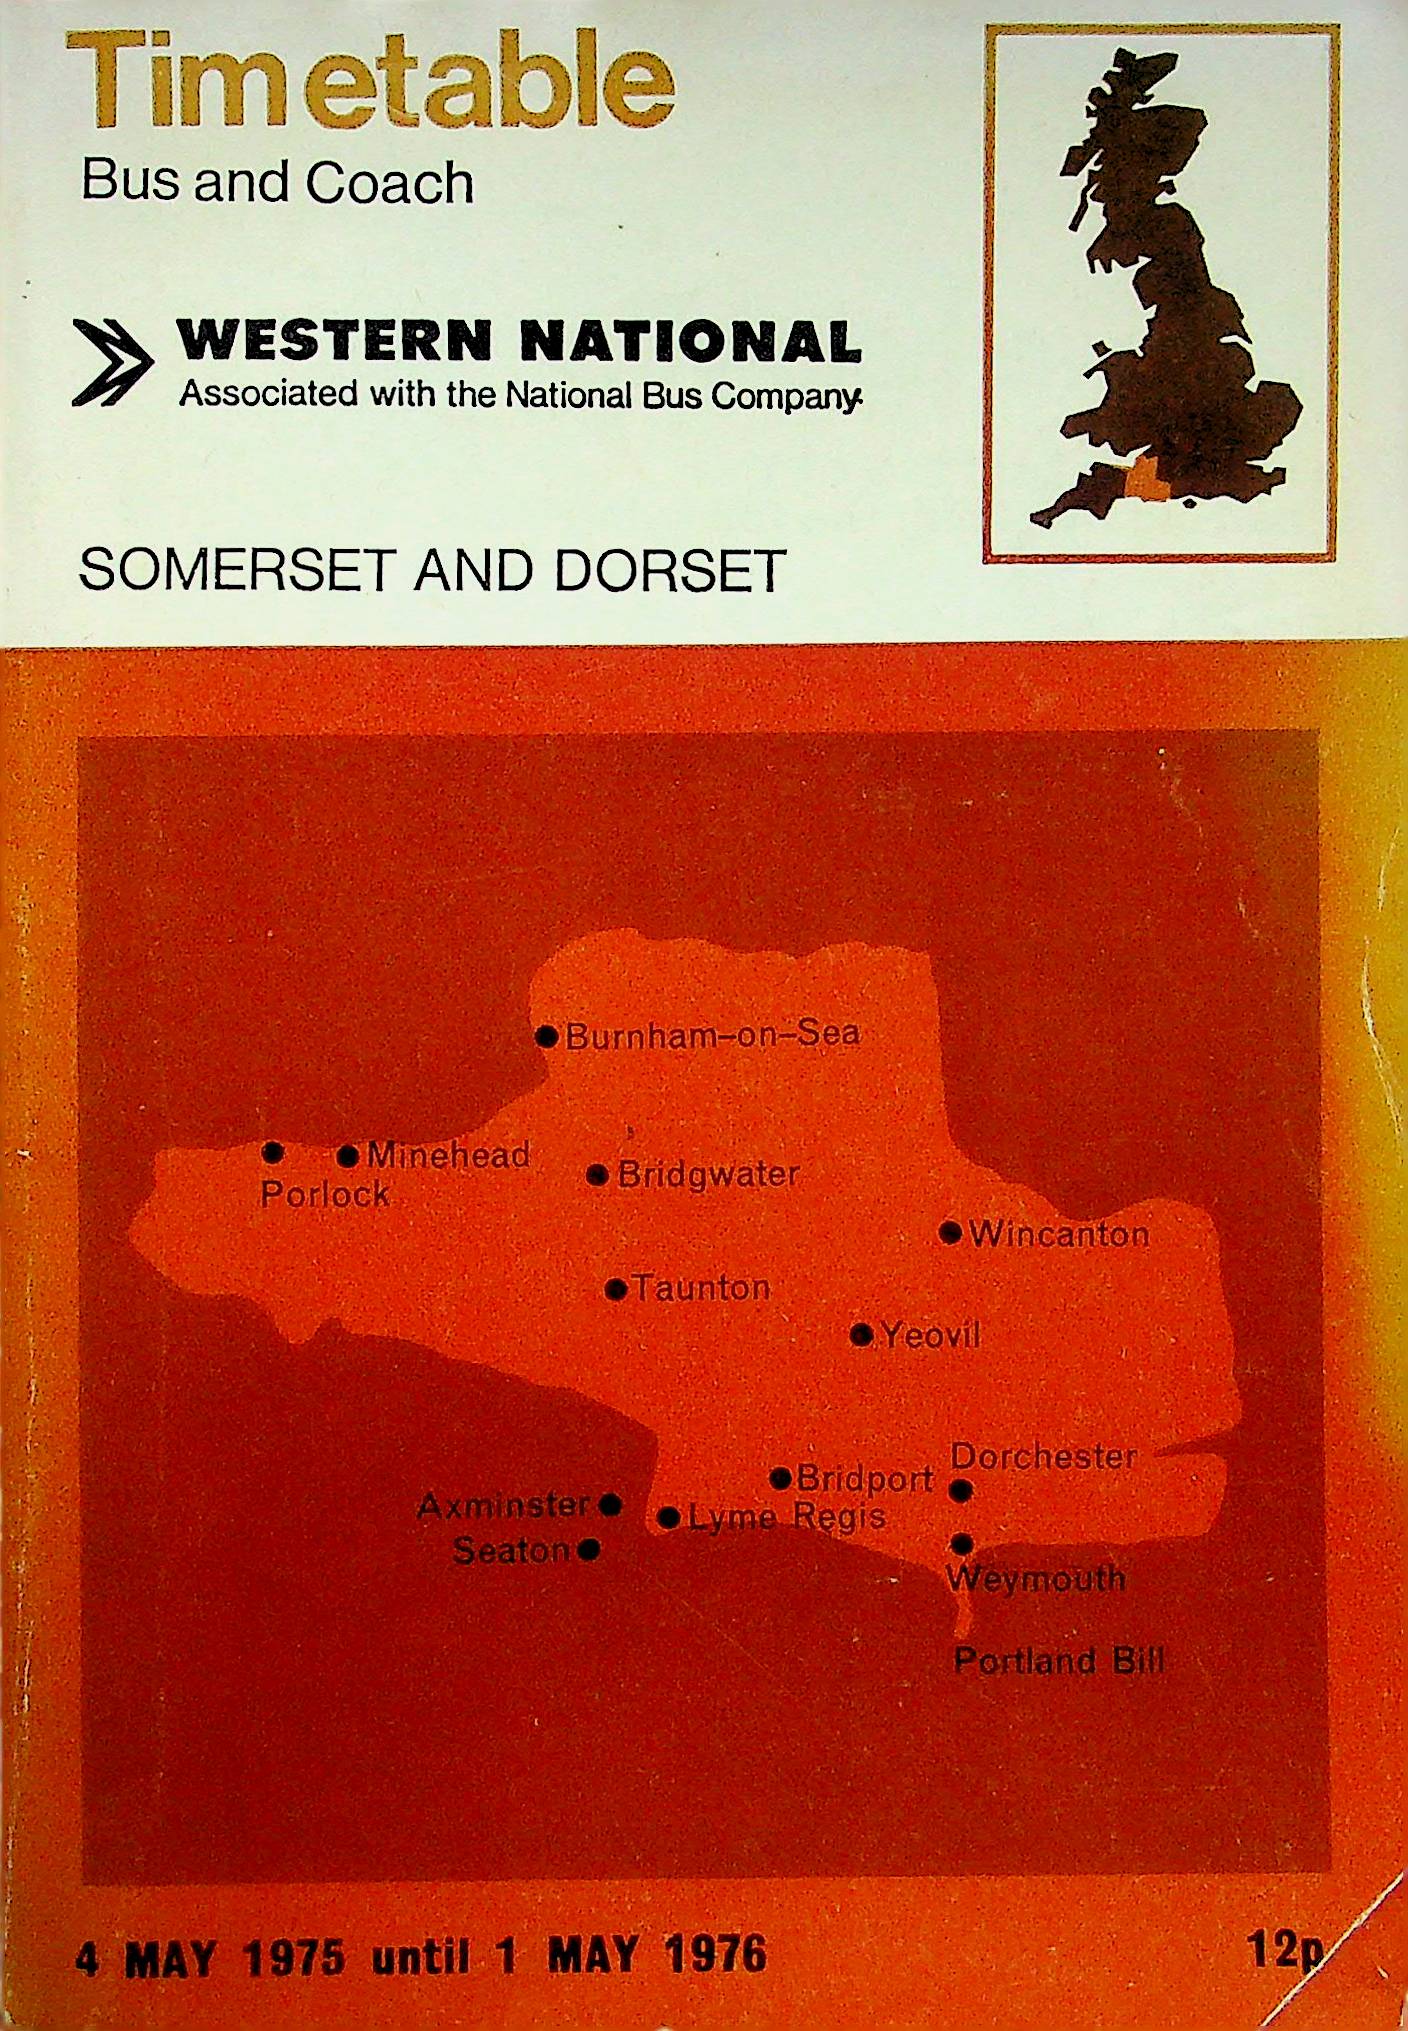 Timetable
Bus and Coach
WESTERN NATIONAL
Associated with the National Bus Company
SOMERSET AND DORSET
Burnham-on-Sea
Minehead
Porlock
Bridgwater
Wincanton
Taunton
Yeovil
Dorchester
Bridport
Axminster
Lyme Regis
Seaton
Weymouth
Portland Bill
4 MAY 1975 until 1 MAY 1976
12p